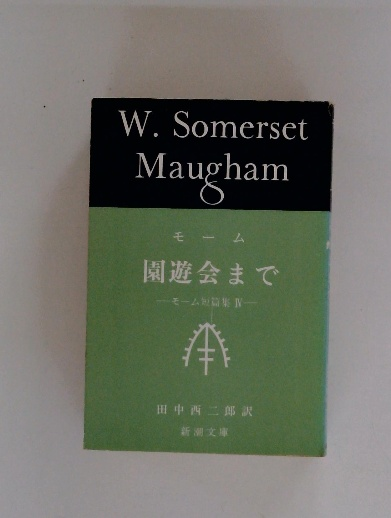 W. Somerset
Maugham
モーム
園遊会まで
―モーム短篇集 Ⅳ―
田中西二郎訳
新潮文庫